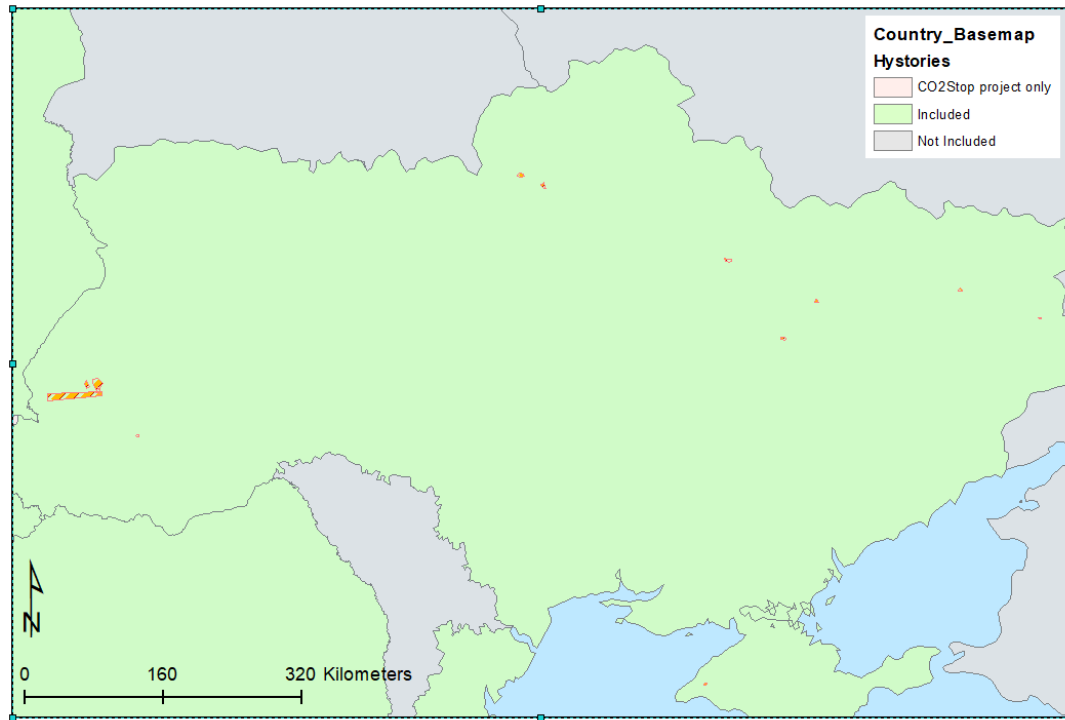 Country_Basemap
Hystories
CO2Stop project only
Included
Not Included
N
0 160 320 Kilometers